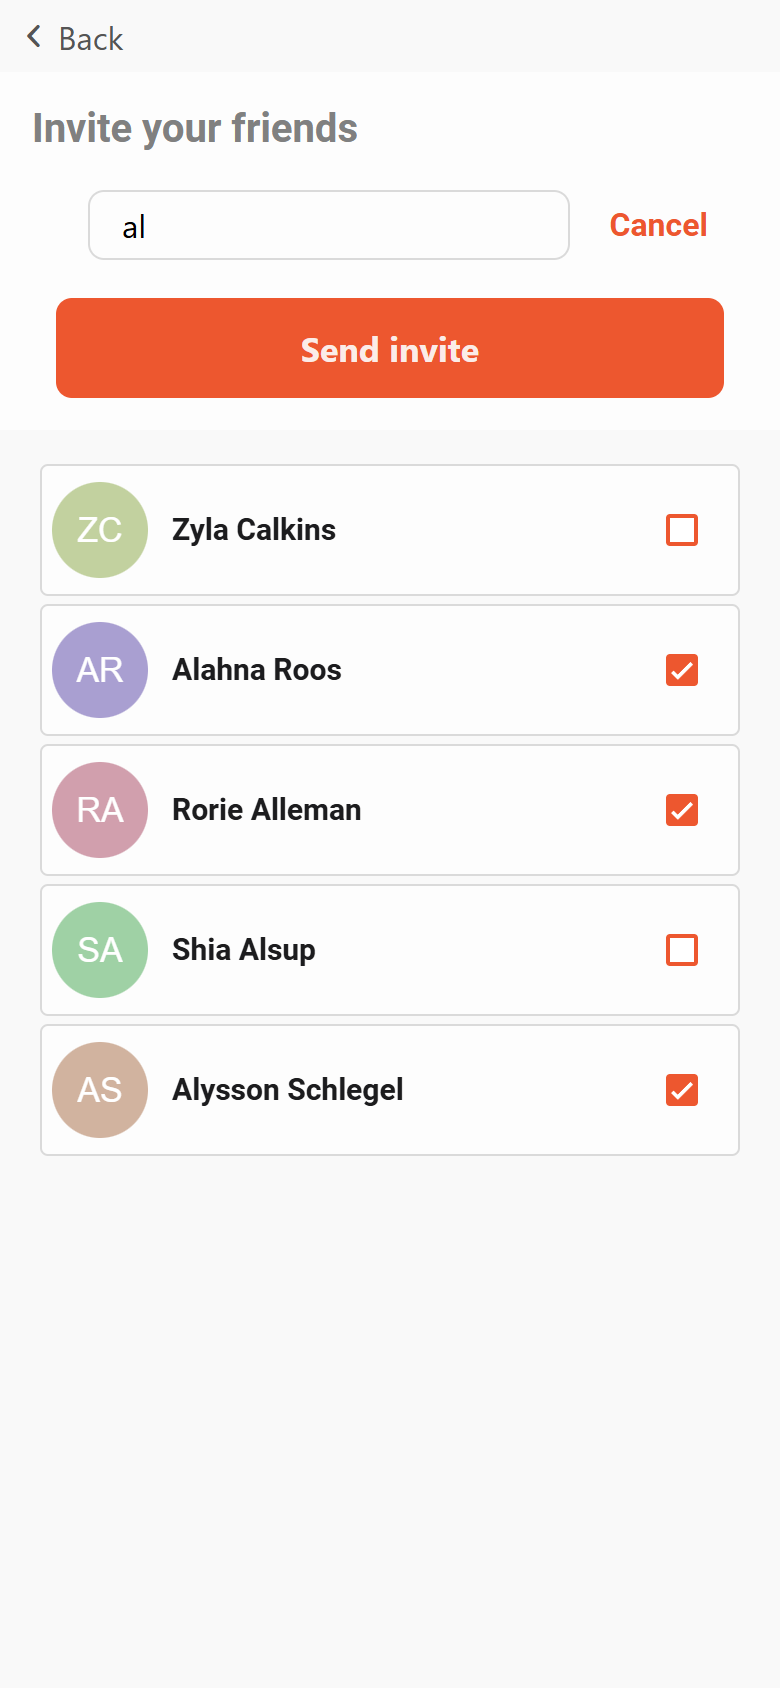 Back
Invite your friends
al
Cancel
Send invite
ZC
Zyla Calkins
AR
Alahna Roos
RA
Rorie Alleman
SA
Shia Alsup
AS
Alysson Schlegel